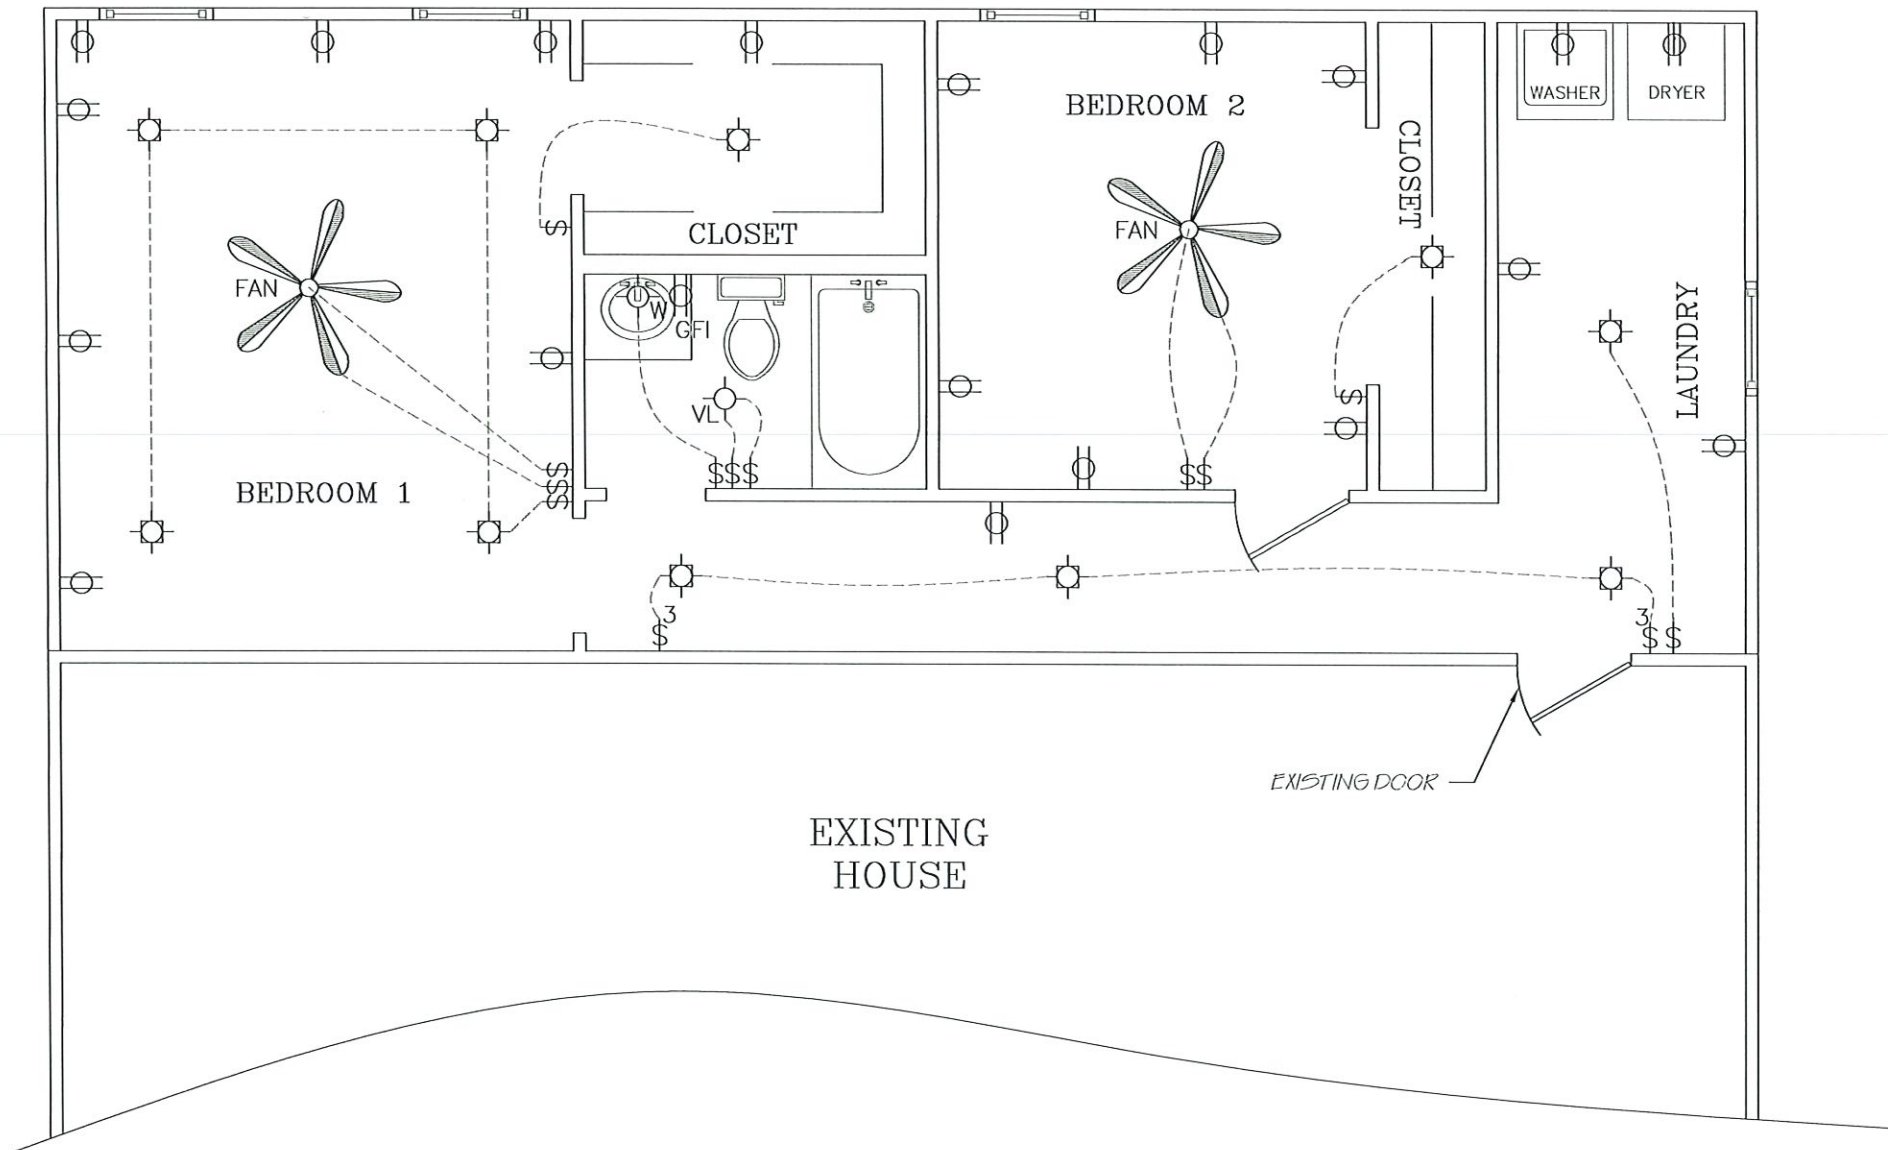 WASHER
DRYER
BEDROOM 2
CLOSET
FAN
CLOSET
$
FAN
W
GFI
LAUNDRY
$
VL
$
$
$
$$$
$$
BEDROOM 1
3
$
3
$$
EXISTING DOOR
EXISTING
HOUSE